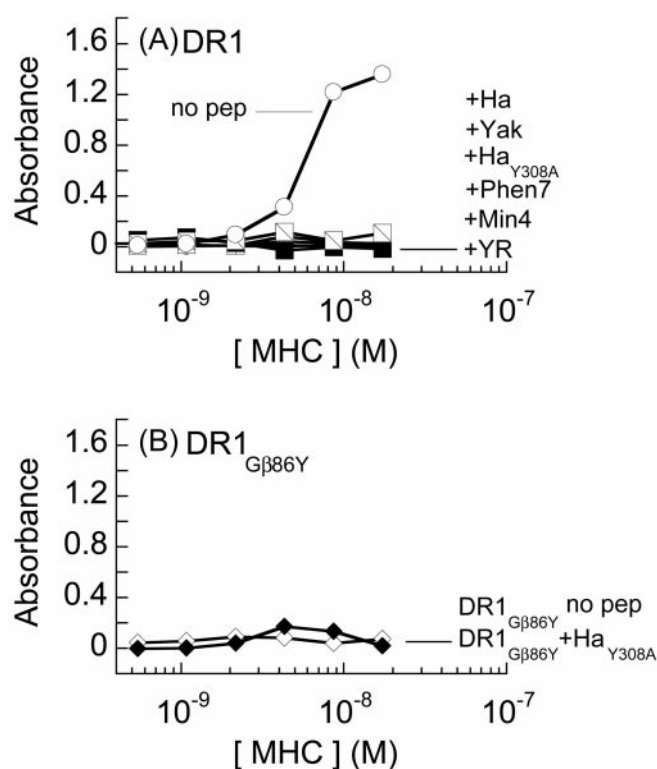 (A) DR1
1.6
1.2
0.8
0.4
0
Absorbance
no pep
+Ha
+Yak
+Ha Y308A
+Phen7
+Min4
+YR
10-9 10-8 10-7
[ MHC ] (M)
(B) DR1 Gβ86Y
1.6
1.2
0.8
0.4
0
Absorbance
DR1 Gβ86Y no pep
DR1 Gβ86Y +Ha Y308A
10-9 10-8 10-7
[ MHC ] (M)